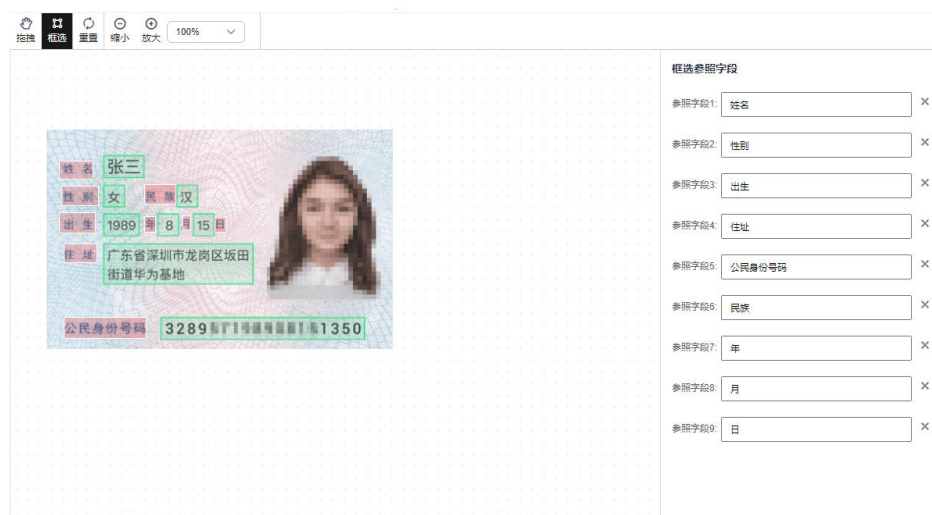 拖拽 框选 重置 缩小 放大 100%
框选参照字段
参照字段1: 姓名
参照字段2: 性别
参照字段3: 出生
参照字段4: 住址
参照字段5: 公民身份号码
参照字段6: 民族
参照字段7: 年
参照字段8: 月
参照字段9: 日
姓 名 张三
性 别 女 民 族 汉
出 生 1989 年 8 月 15 日
住 址 广东省深圳市龙岗区坂田
街道华为基地
公民身份号码 3289 1350